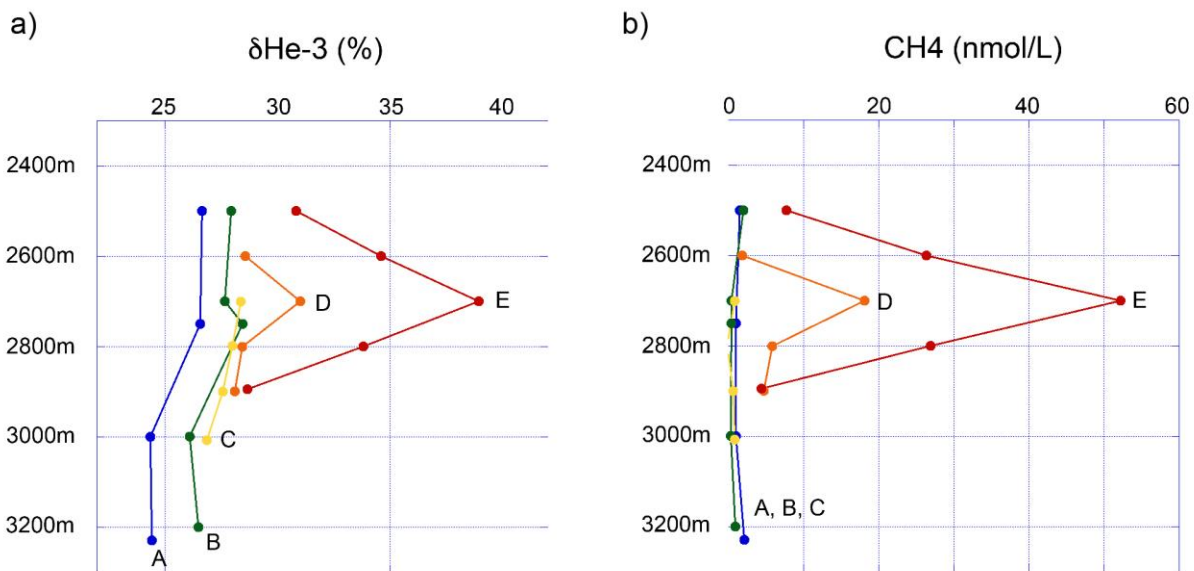 a)
δHe-3 (%)
25 30 35 40
2400m
2600m
2800m
3000m
3200m
A
B
C
D
E
b)
CH4 (nmol/L)
0 20 40 60
2400m
2600m
2800m
3000m
3200m
A, B, C
D
E